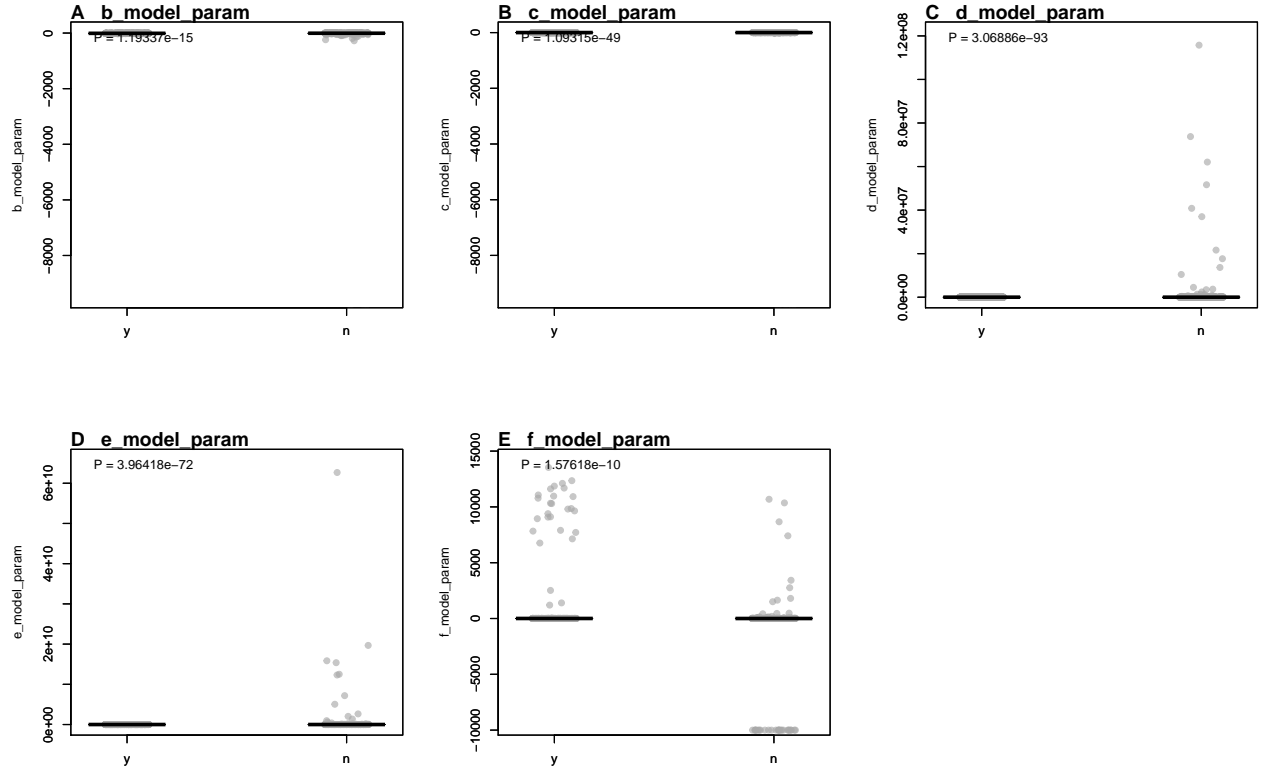 A b_model_param
P = 1.19337e−15
b_model_param
0
−2000
−4000
−6000
−8000
y n
B c_model_param
P = 1.09315e−49
c_model_param
0
−2000
−4000
−6000
−8000
y n
C d_model_param
P = 3.06886e−93
d_model_param
1.2e+08
8.0e+07
4.0e+07
0.0e+00
y n
D e_model_param
P = 3.96418e−72
e_model_param
6e+10
4e+10
2e+10
0e+00
y n
E f_model_param
P = 1.57618e−10
f_model_param
15000
10000
5000
0
−5000
−10000
y n